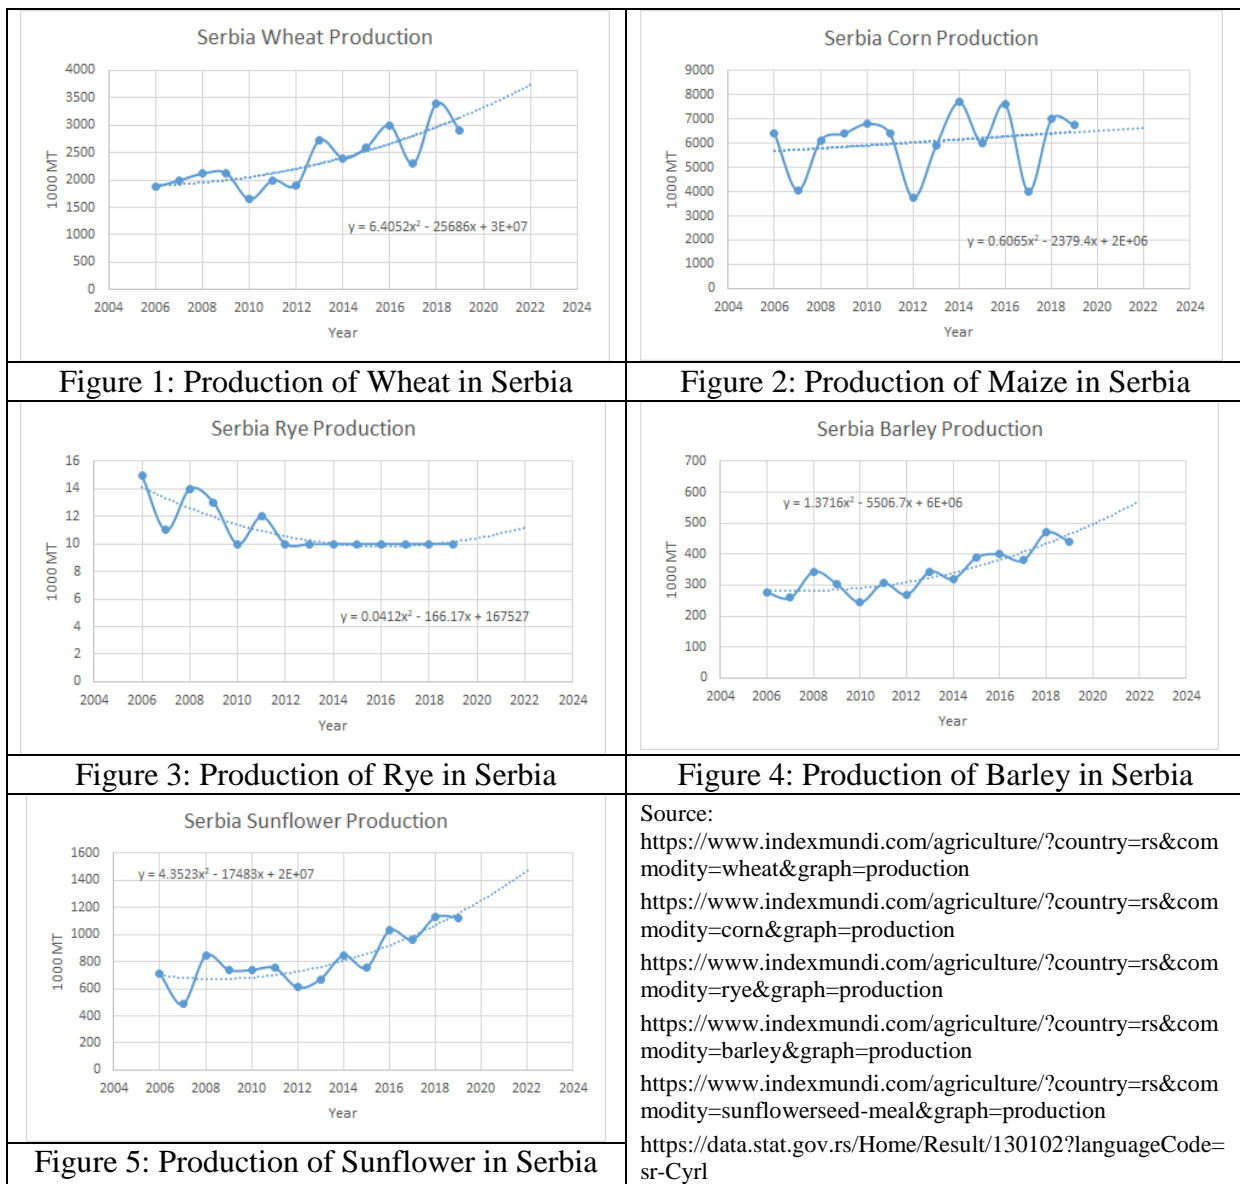 Serbia Wheat Production
4000
3500
3000
2500
2000
1500
1000
500
0
1000 MT
y = 6.4052x² - 25686x + 3E+07
2004 2006 2008 2010 2012 2014 2016 2018 2020 2022 2024
Year
Figure 1: Production of Wheat in Serbia
Serbia Corn Production
9000
8000
7000
6000
5000
4000
3000
2000
1000
0
1000 MT
y = 0.6065x² - 2379.4x + 2E+06
2004 2006 2008 2010 2012 2014 2016 2018 2020 2022 2024
Year
Figure 2: Production of Maize in Serbia
Serbia Rye Production
16
14
12
10
8
6
4
2
0
1000 MT
y = 0.0412x² - 166.17x + 167527
2004 2006 2008 2010 2012 2014 2016 2018 2020 2022 2024
Year
Figure 3: Production of Rye in Serbia
Serbia Barley Production
700
600
500
400
300
200
100
0
1000 MT
y = 1.3716x² - 5506.7x + 6E+06
2004 2006 2008 2010 2012 2014 2016 2018 2020 2022 2024
Year
Figure 4: Production of Barley in Serbia
Serbia Sunflower Production
1600
1400
1200
1000
800
600
400
200
0
1000 MT
y = 4.3523x² - 17483x + 2E+07
2004 2006 2008 2010 2012 2014 2016 2018 2020 2022 2024
Year
Figure 5: Production of Sunflower in Serbia
Source:
https://www.indexmundi.com/agriculture/?country=rs&com
modity=wheat&graph=production
https://www.indexmundi.com/agriculture/?country=rs&com
modity=corn&graph=production
https://www.indexmundi.com/agriculture/?country=rs&com
modity=rye&graph=production
https://www.indexmundi.com/agriculture/?country=rs&com
modity=barley&graph=production
https://www.indexmundi.com/agriculture/?country=rs&com
modity=sunflowerseed-meal&graph=production
https://data.stat.gov.rs/Home/Result/130102?languageCode=
sr-Cyrl